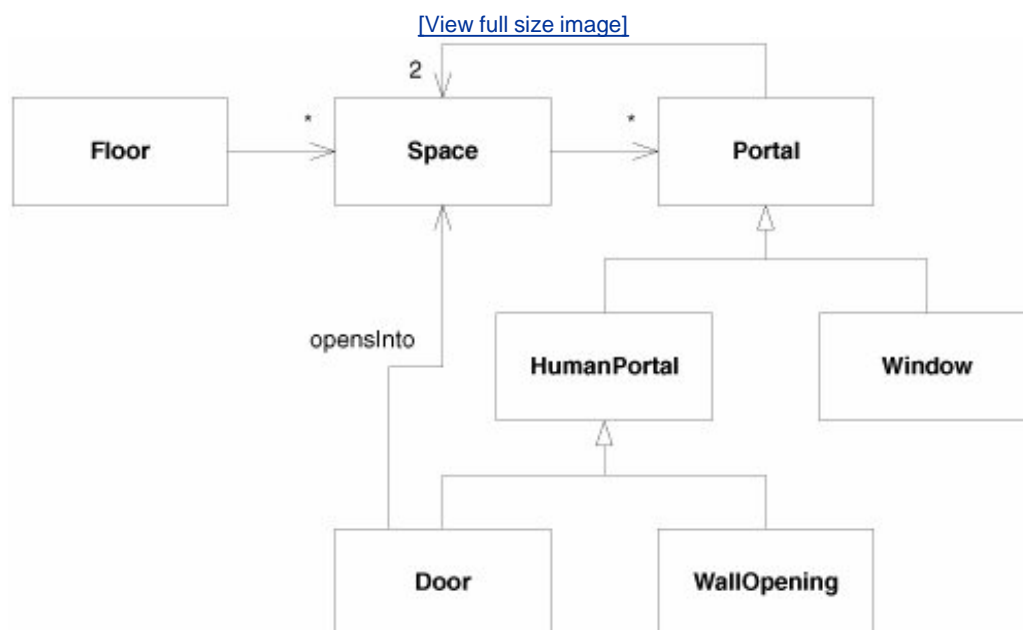 [View full size image]
2
*
*
Floor
Space
Portal
opensInto
HumanPortal
Window
Door
WallOpening